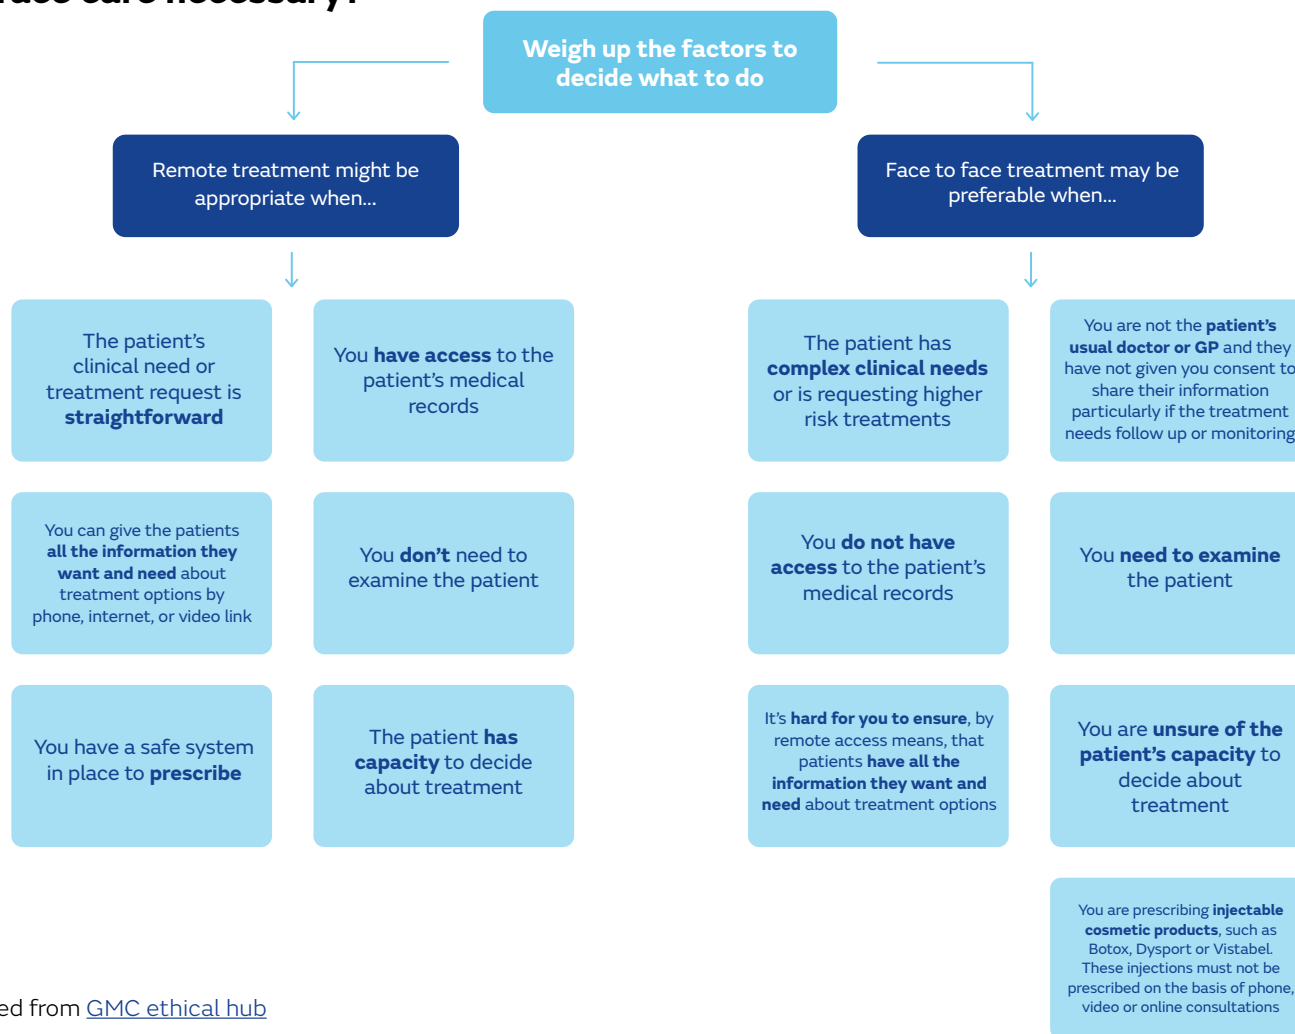 face care necessary?
Weigh up the factors to
decide what to do
Remote treatment might be
appropriate when...
Face to face treatment may be
preferable when...
The patient's
clinical need or
treatment request is
straightforward
You have access to the
patient's medical
records
The patient has
complex clinical needs
or is requesting higher
risk treatments
You are not the patient's
usual doctor or GP and they
have not given you consent to
share their information
particularly if the treatment
needs follow up or monitoring
You can give the patients
all the information they
want and need about
treatment options by
phone, internet, or video link
You don't need to
examine the patient
You do not have
access to the patient's
medical records
You need to examine
the patient
You have a safe system
in place to prescribe
The patient has
capacity to decide
about treatment
It's hard for you to ensure, by
remote access means, that
patients have all the
information they want and
need about treatment options
You are unsure of the
patient's capacity to
decide about
treatment
You are prescribing injectable
cosmetic products, such as
Botox, Dysport or Vistabel.
These injections must not be
prescribed on the basis of phone,
video or online consultations
ed from GMC ethical hub